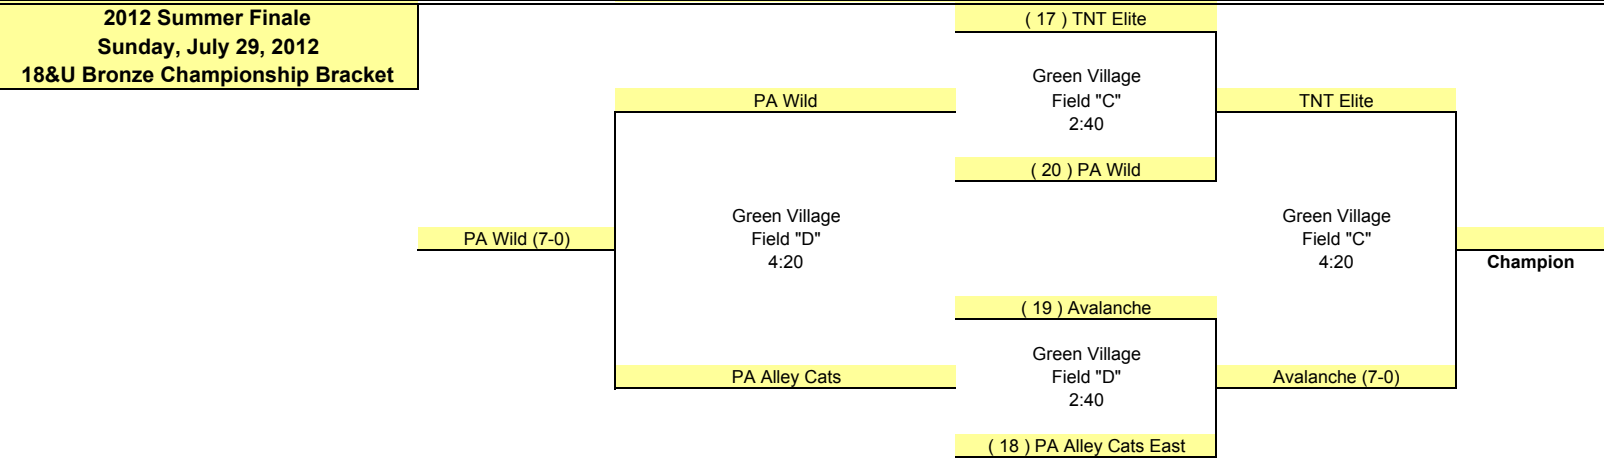 2012 Summer Finale
Sunday, July 29, 2012
18&U Bronze Championship Bracket
( 17 ) TNT Elite
Green Village
Field "C"
2:40
PA Wild
TNT Elite
( 20 ) PA Wild
Green Village
Field "D"
4:20
PA Wild (7-0)
Green Village
Field "C"
4:20
Champion
( 19 ) Avalanche
Green Village
Field "D"
2:40
PA Alley Cats
Avalanche (7-0)
( 18 ) PA Alley Cats East